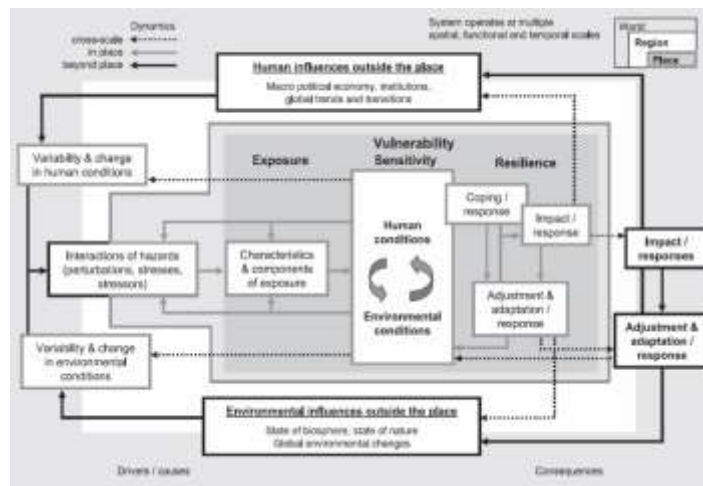 Dynamics
cross-scale
in place
beyond place
System operates at multiple
spatial, functional and temporal scales
World
Region
Place
Human influences outside the place
Macro political economy, institutions,
global trends and transitions
Vulnerability
Exposure
Sensitivity
Resilience
Variability & change
in human conditions
Coping /
response
Impact /
response
Human
conditions
Impact /
responses
Interactions of hazards
(perturbations, stresses,
stressors)
Characteristics
& components
of exposure
Adjustment &
adaptation /
response
Environmental
conditions
Adjustment &
adaptation /
response
Variability & change
in environmental
conditions
Environmental influences outside the place
State of biosphere, state of nature
Global environmental changes
Drivers / causes
Consequences